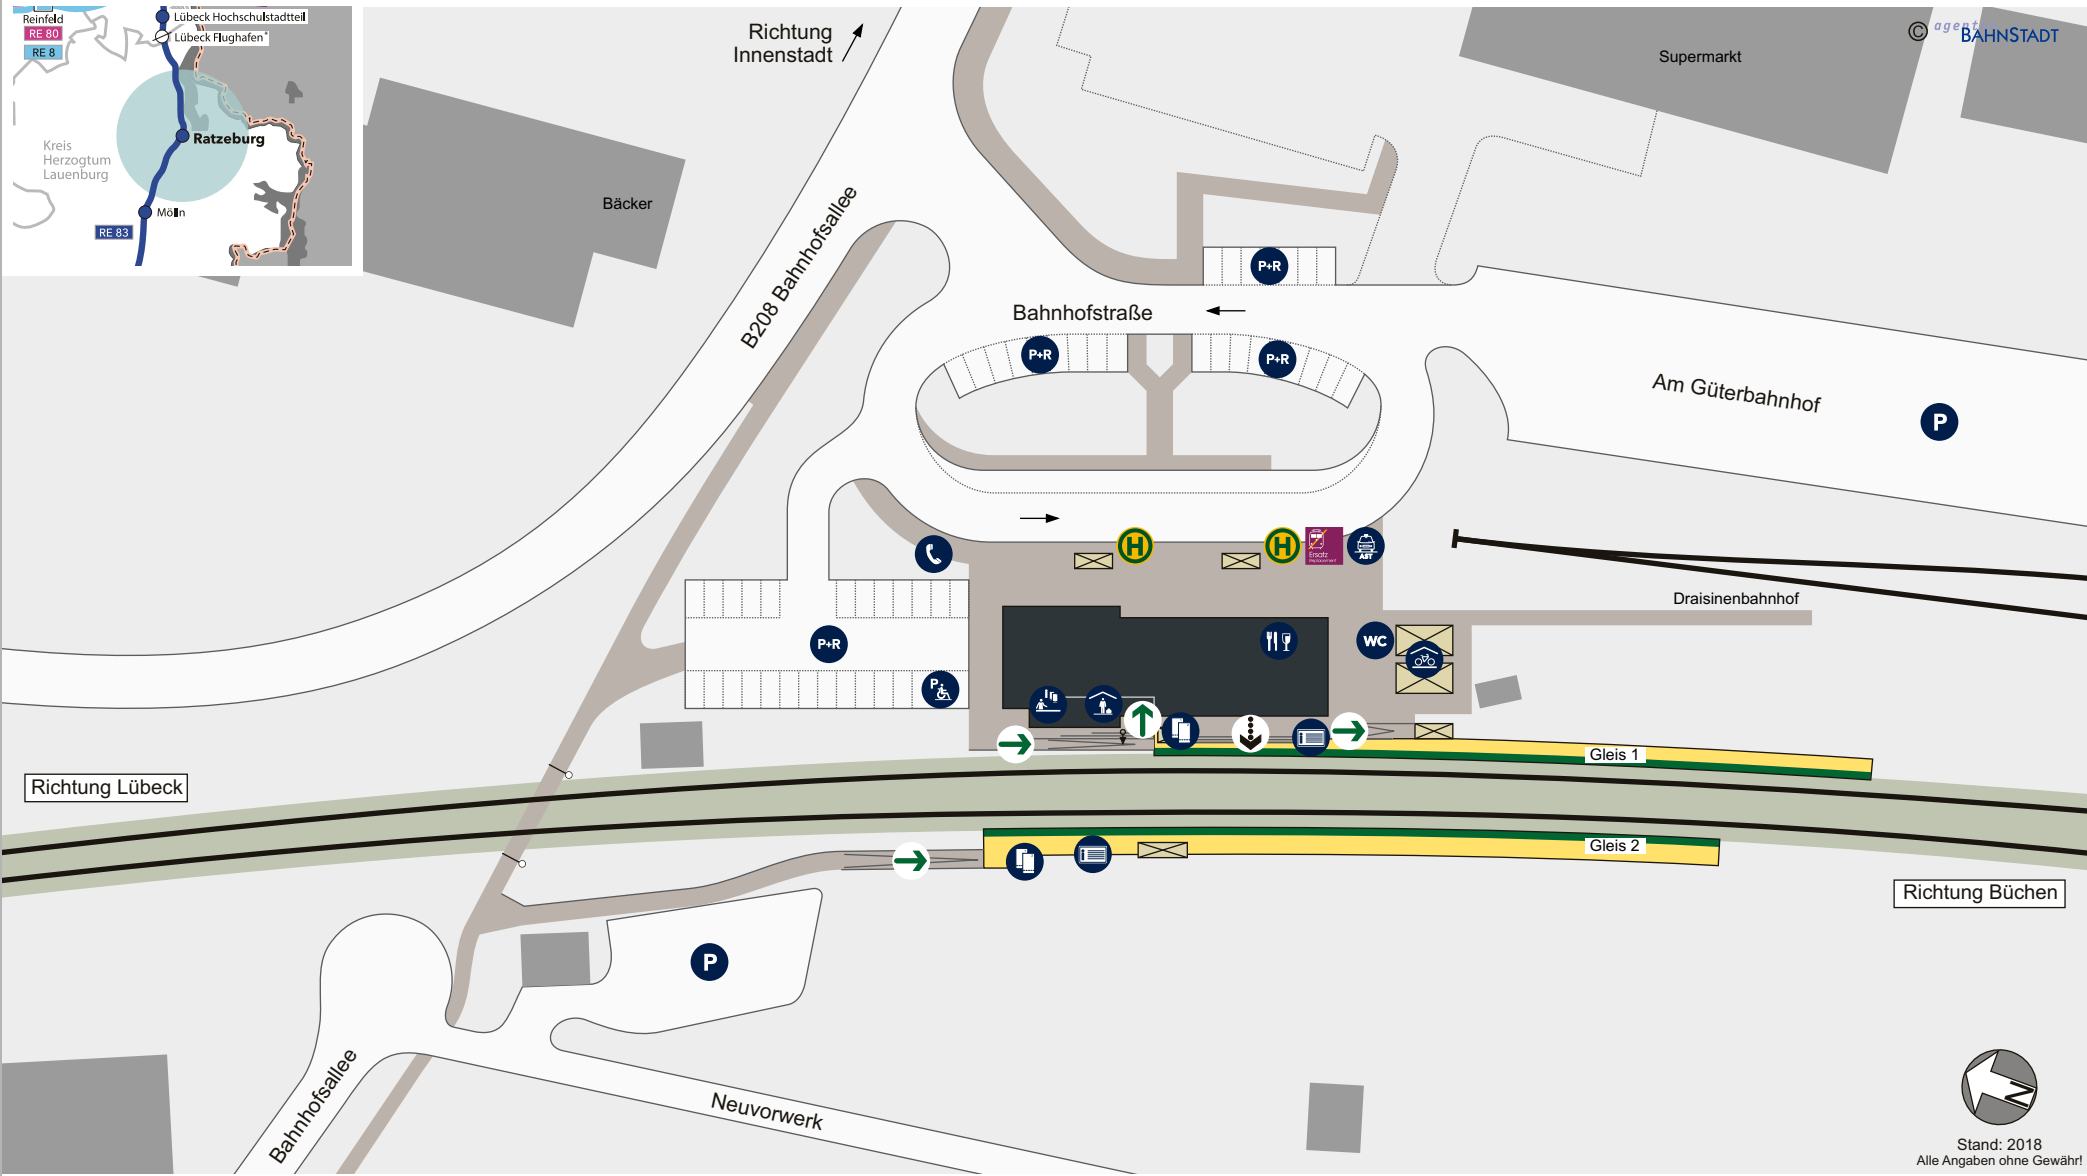 Reinfeld
RE 80
RE 8
Lübeck Hochschulstadtteil
Lübeck Flughafen*
Ratzeburg
Kreis
Herzogtum
Lauenburg
Mölln
RE 83
Richtung
Innenstadt
Supermarkt
©
BAHNSTADT
Bäcker
B208 Bahnhofsallee
P+R
Bahnhofstraße
P+R
P+R
Am Güterbahnhof
P
H
H
Ersatz
AST
Draisinenbahnhof
P+R
WC
P
Gleis 1
Richtung Lübeck
Gleis 2
Richtung Büchen
P
Bahnhofsallee
Neuvorwerk
N
Stand: 2018
Alle Angaben ohne Gewähr!